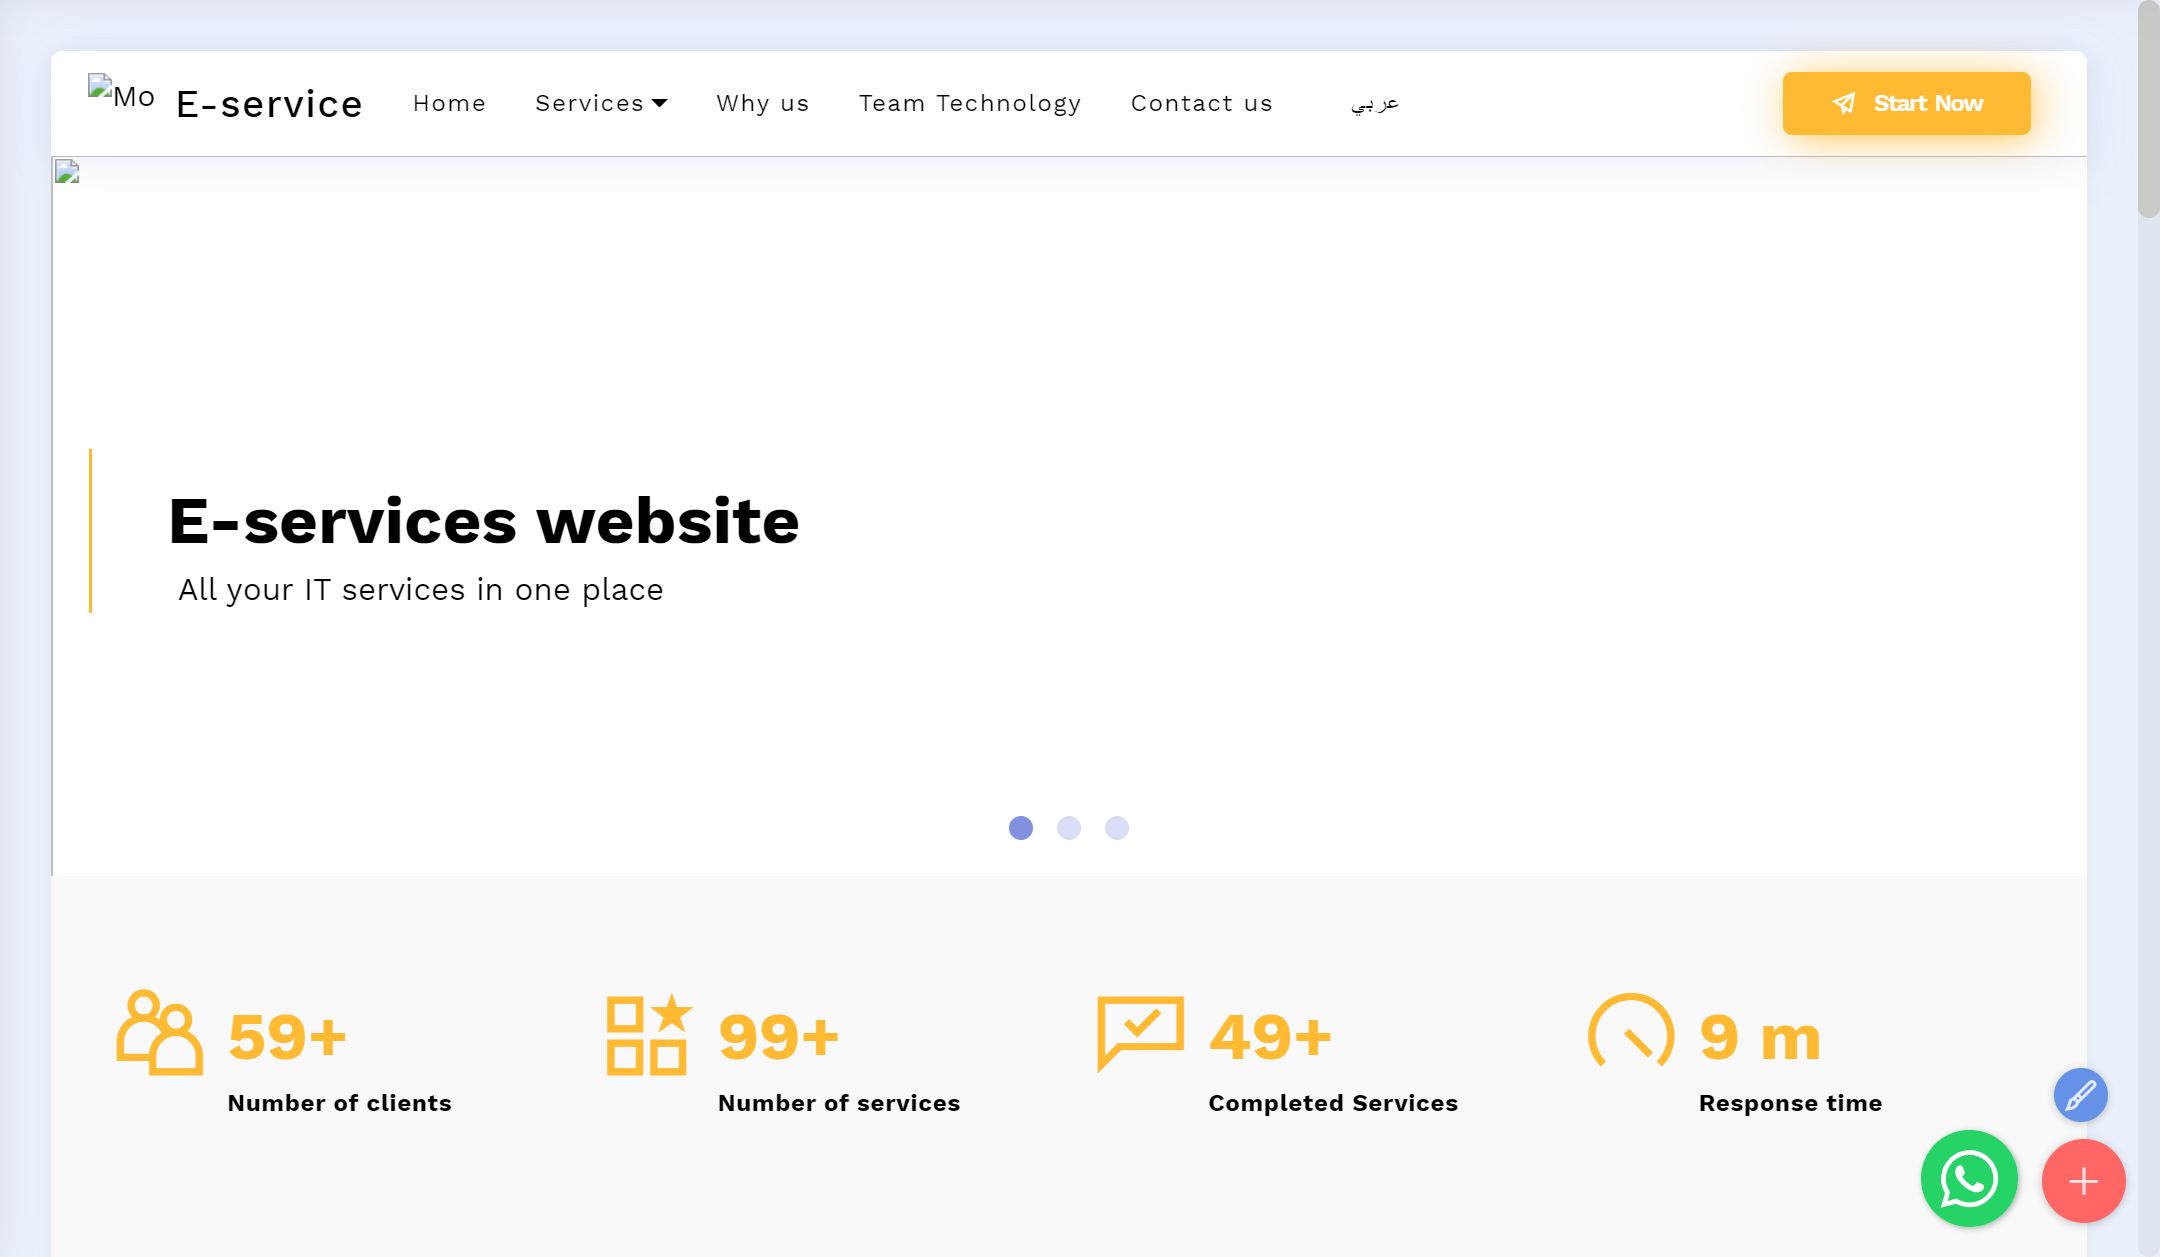 Mo
E-service
Home
Services
Why us
Team Technology
Contact us
عربي
Start Now
E-services website
All your IT services in one place
59+
Number of clients
99+
Number of services
49+
Completed Services
9 m
Response time